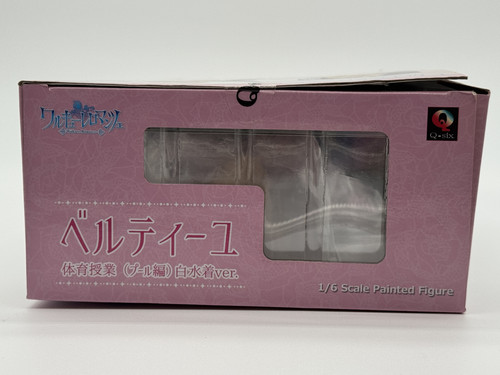 ワルキューレロマンツェ
Q
Q-six
ベルティーユ
体育授業（プール編）白水着ver.
1/6 Scale Painted Figure